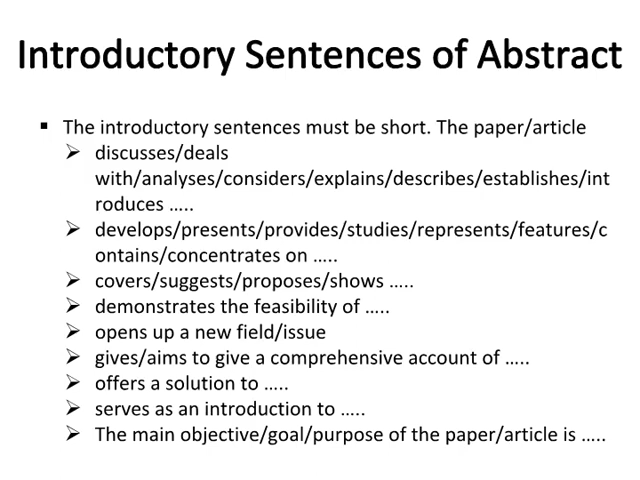 Introductory Sentences of Abstract
▪ The introductory sentences must be short. The paper/article
➢ discusses/deals
with/analyses/considers/explains/describes/establishes/int
roduces …..
➢ develops/presents/provides/studies/represents/features/c
ontains/concentrates on …..
➢ covers/suggests/proposes/shows …..
➢ demonstrates the feasibility of …..
➢ opens up a new field/issue
➢ gives/aims to give a comprehensive account of …..
➢ offers a solution to …..
➢ serves as an introduction to …..
➢ The main objective/goal/purpose of the paper/article is …..